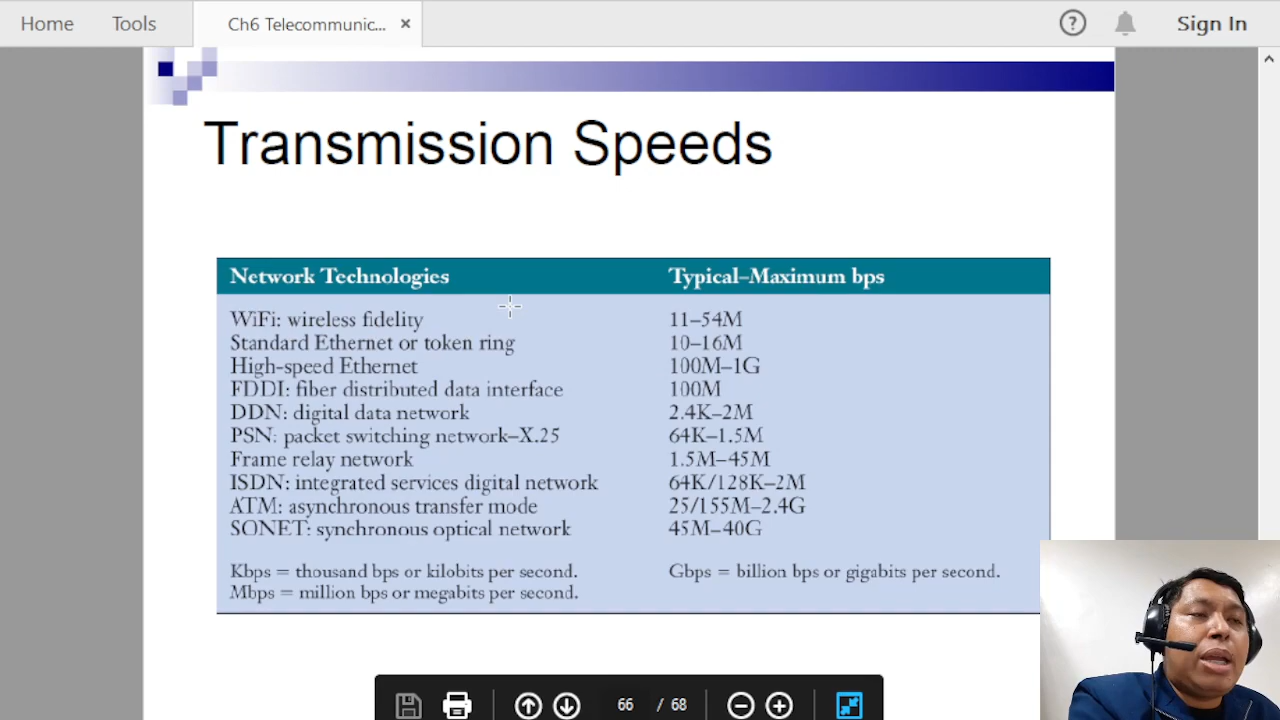 Home Tools Ch6 Telecommunic... × ? Sign In
Transmission Speeds
Network Technologies Typical–Maximum bps
WiFi: wireless fidelity 11–54M
Standard Ethernet or token ring 10–16M
High-speed Ethernet 100M–1G
FDDI: fiber distributed data interface 100M
DDN: digital data network 2.4K–2M
PSN: packet switching network–X.25 64K–1.5M
Frame relay network 1.5M–45M
ISDN: integrated services digital network 64K/128K–2M
ATM: asynchronous transfer mode 25/155M–2.4G
SONET: synchronous optical network 45M–40G
Kbps = thousand bps or kilobits per second. Gbps = billion bps or gigabits per second.
Mbps = million bps or megabits per second.
66 / 68